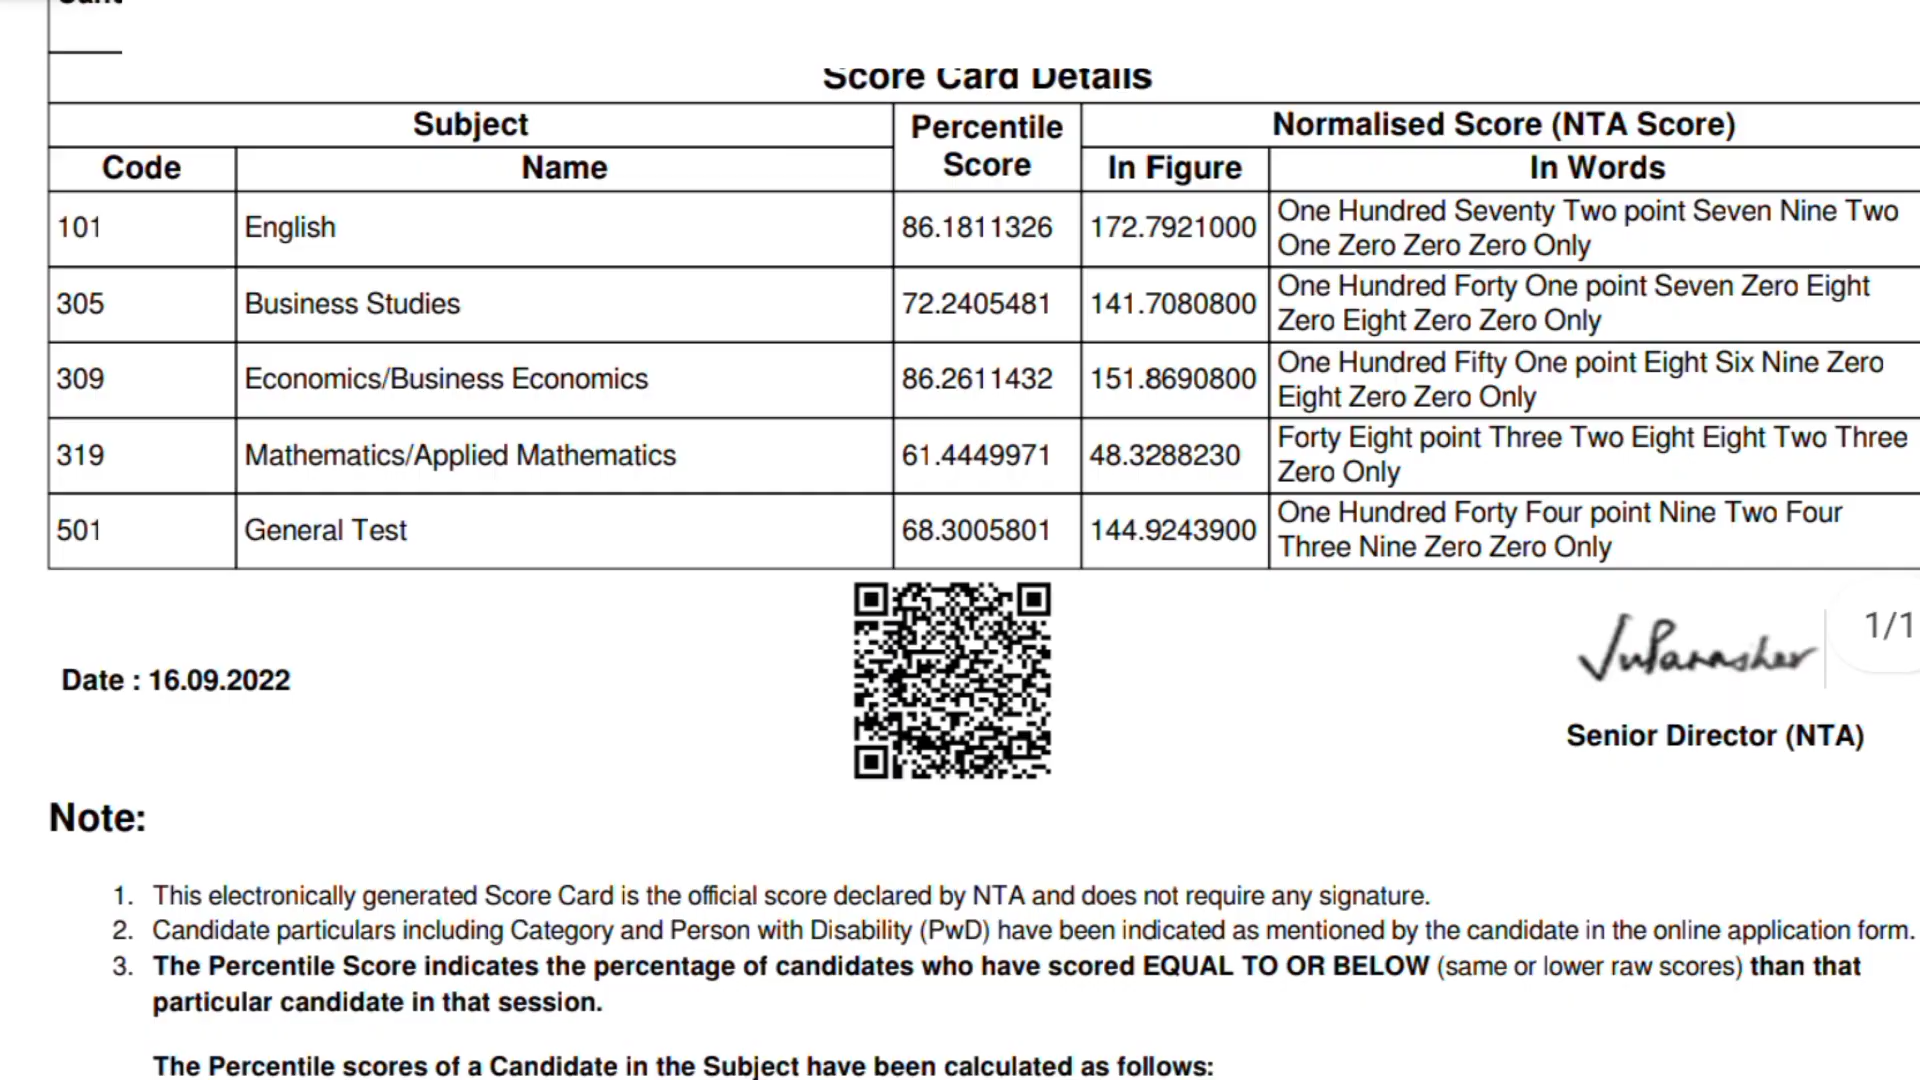 Score Card Details
Subject
Percentile Score
Normalised Score (NTA Score)
Code
Name
In Figure
In Words
101
English
86.1811326
172.7921000
One Hundred Seventy Two point Seven Nine Two
One Zero Zero Zero Only
305
Business Studies
72.2405481
141.7080800
One Hundred Forty One point Seven Zero Eight
Zero Eight Zero Zero Only
309
Economics/Business Economics
86.2611432
151.8690800
One Hundred Fifty One point Eight Six Nine Zero
Eight Zero Zero Only
319
Mathematics/Applied Mathematics
61.4449971
48.3288230
Forty Eight point Three Two Eight Eight Two Three
Zero Only
501
General Test
68.3005801
144.9243900
One Hundred Forty Four point Nine Two Four
Three Nine Zero Zero Only
1/1
Date : 16.09.2022
Senior Director (NTA)
Note:
1. This electronically generated Score Card is the official score declared by NTA and does not require any signature.
2. Candidate particulars including Category and Person with Disability (PwD) have been indicated as mentioned by the candidate in the online application form.
3. The Percentile Score indicates the percentage of candidates who have scored EQUAL TO OR BELOW (same or lower raw scores) than that
particular candidate in that session.
The Percentile scores of a Candidate in the Subject have been calculated as follows: